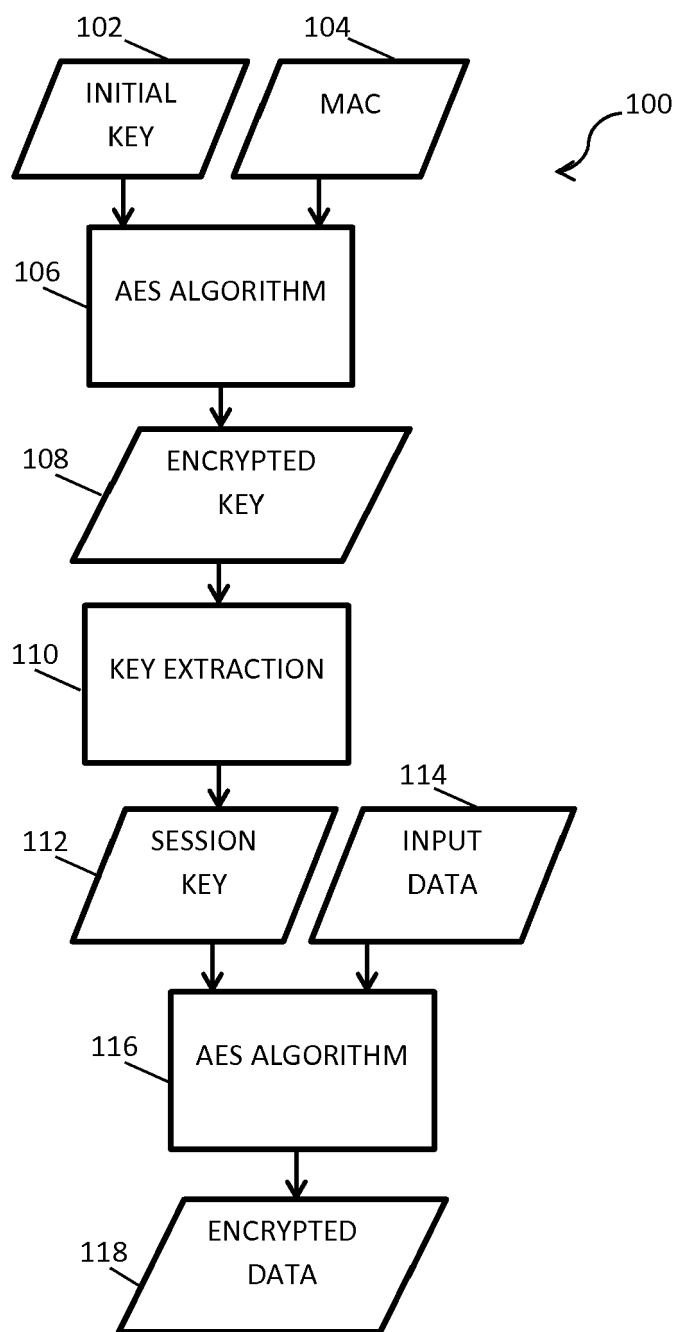 102
104
INITIAL
KEY
MAC
100
106
AES ALGORITHM
108
ENCRYPTED
KEY
110
KEY EXTRACTION
114
112
SESSION
KEY
INPUT
DATA
116
AES ALGORITHM
118
ENCRYPTED
DATA